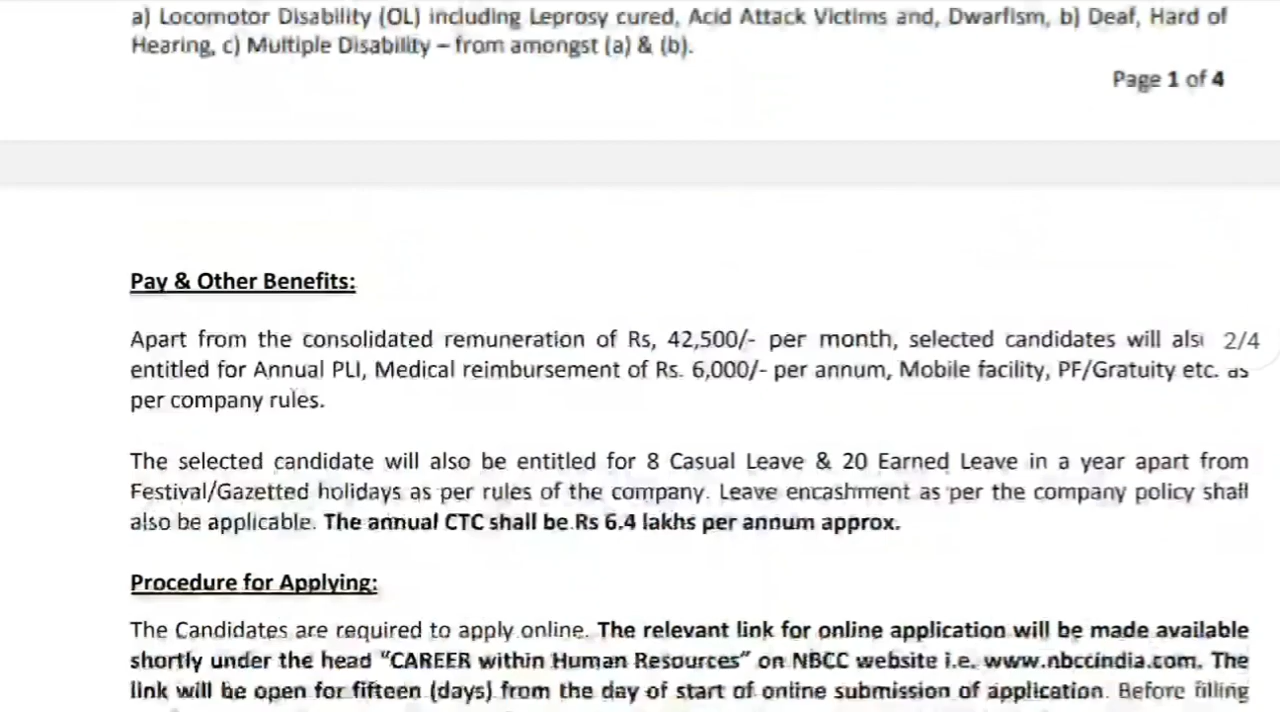 a) Locomotor Disability (OL) including Leprosy cured, Acid Attack Victims and, Dwarfism, b) Deaf, Hard of
Hearing, c) Multiple Disability – from amongst (a) & (b).
Page 1 of 4
Pay & Other Benefits:
Apart from the consolidated remuneration of Rs, 42,500/- per month, selected candidates will als 2/4
entitled for Annual PLI, Medical reimbursement of Rs. 6,000/- per annum, Mobile facility, PF/Gratuity etc. as
per company rules.
The selected candidate will also be entitled for 8 Casual Leave & 20 Earned Leave in a year apart from
Festival/Gazetted holidays as per rules of the company. Leave encashment as per the company policy shall
also be applicable. The annual CTC shall be Rs 6.4 lakhs per annum approx.
Procedure for Applying:
The Candidates are required to apply online. The relevant link for online application will be made available
shortly under the head "CAREER within Human Resources" on NBCC website i.e. www.nbccindia.com. The
link will be open for fifteen (days) from the day of start of online submission of application. Before filling